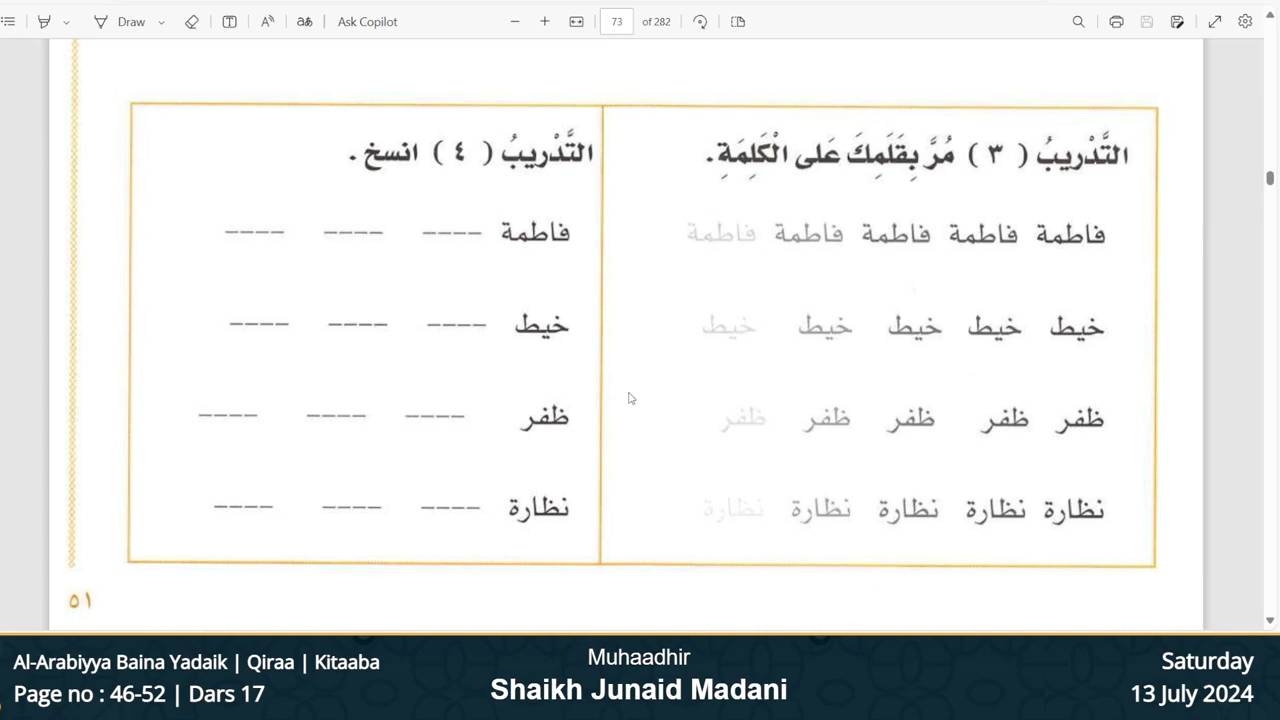 Draw
Ask Copilot
73 of 282
التَّدْرِيبُ ( ٣ ) مُرَّ بِقَلَمِكَ عَلى الْكَلِمَةِ.
فاطمة فاطمة فاطمة فاطمة فاطمة
خيط خيط خيط خيط خيط
ظفر ظفر ظفر ظفر ظفر
نظارة نظارة نظارة نظارة نظارة
التَّدْرِيبُ ( ٤ ) انسخ .
فاطمة ---- ---- ----
خيط ---- ---- ----
ظفر ---- ---- ----
نظارة ---- ---- ----
٥١
Al-Arabiyya Baina Yadaik | Qiraa | Kitaaba
Page no : 46-52 | Dars 17
Muhaadhir
Shaikh Junaid Madani
Saturday
13 July 2024